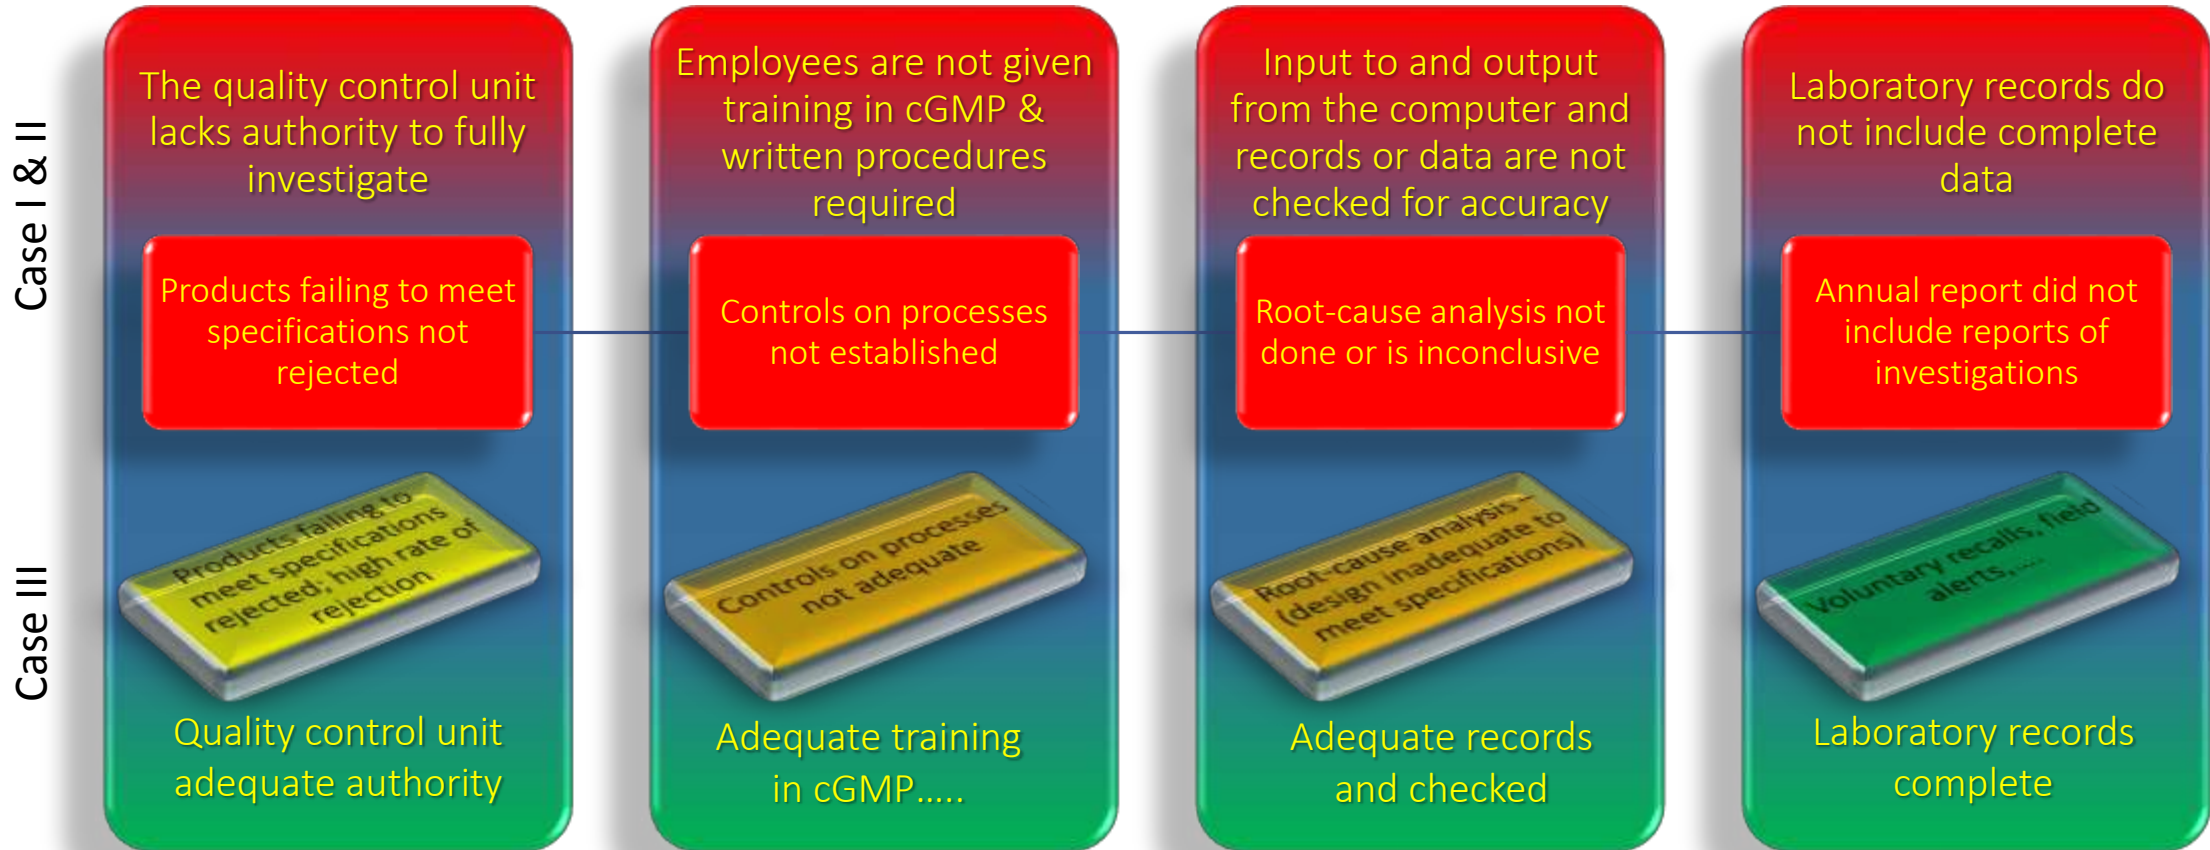 Case I & II
The quality control unit
lacks authority to fully
investigate
Products failing to meet
specifications not
rejected
Employees are not given
training in cGMP &
written procedures
required
Controls on processes
not established
Input to and output
from the computer and
records or data are not
checked for accuracy
Root-cause analysis not
done or is inconclusive
Laboratory records do
not include complete
data
Annual report did not
include reports of
investigations
Case III
Products failing to
meet specifications
rejected; high rate of
rejection
Quality control unit
adequate authority
Controls on processes
not adequate
Adequate training
in cGMP.....
Root-cause analysis –
(design inadequate to
meet specifications)
Adequate records
and checked
Voluntary recalls, field
alerts, ....
Laboratory records
complete